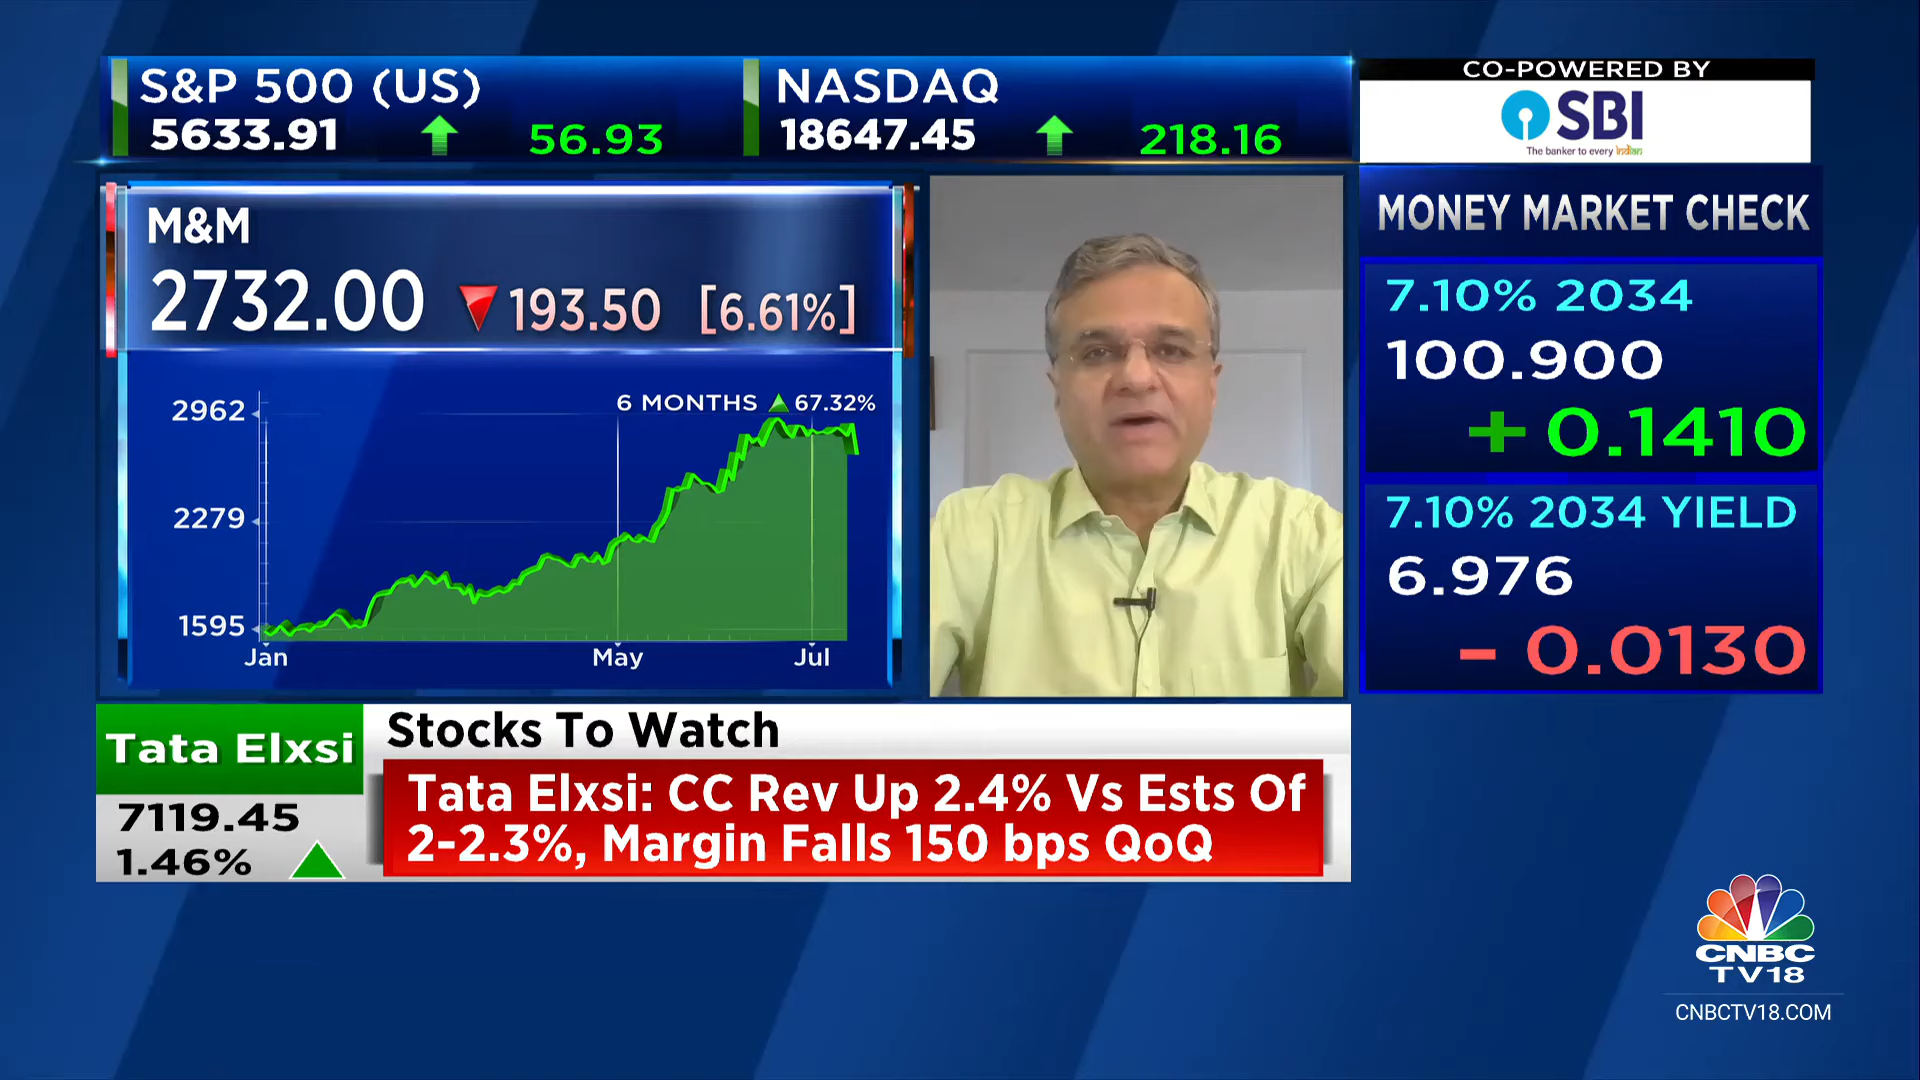 S&P 500 (US)
5633.91 56.93
NASDAQ
18647.45 218.16
CO-POWERED BY
SBI
The banker to every Indian
M&M
2732.00 193.50 [6.61%]
6 MONTHS 67.32%
2962
2279
1595
Jan May Jul
MONEY MARKET CHECK
7.10% 2034
100.900
+ 0.1410
7.10% 2034 YIELD
6.976
- 0.0130
Tata Elxsi
7119.45
1.46%
Stocks To Watch
Tata Elxsi: CC Rev Up 2.4% Vs Ests Of
2-2.3%, Margin Falls 150 bps QoQ
CNBC
TV18
CNBCTV18.COM